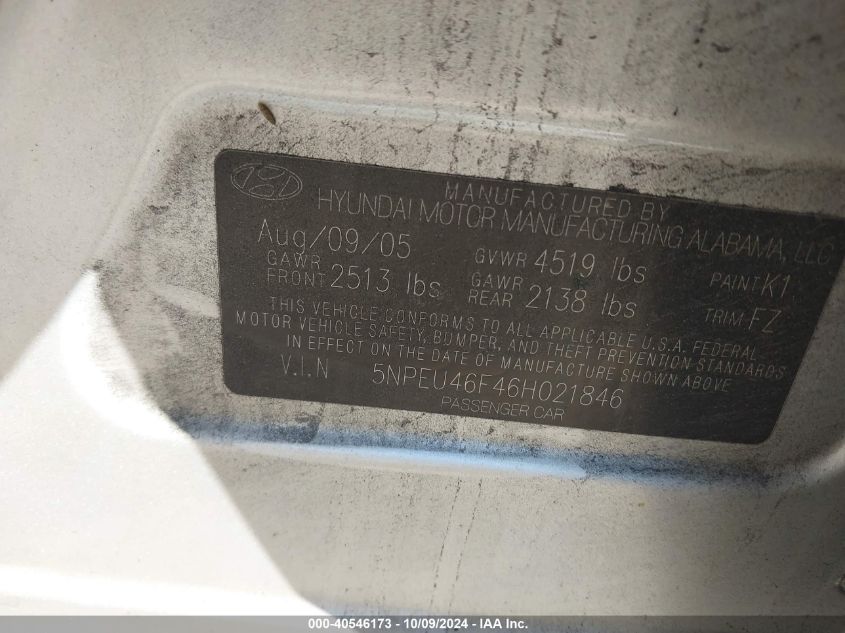 MANUFACTURED BY
HYUNDAI MOTOR MANUFACTURING ALABAMA, LLC
Aug/09/05 GVWR 4519 lbs PAINT K1
GAWR FRONT 2513 lbs GAWR REAR 2138 lbs TRIM FZ
THIS VEHICLE CONFORMS TO ALL APPLICABLE U.S.A. FEDERAL
MOTOR VEHICLE SAFETY, BUMPER, AND THEFT PREVENTION STANDARDS
IN EFFECT ON THE DATE OF MANUFACTURE SHOWN ABOVE
V.I.N 5NPEU46F46H021846
PASSENGER CAR
000-40546173 - 10/09/2024 - IAA Inc.